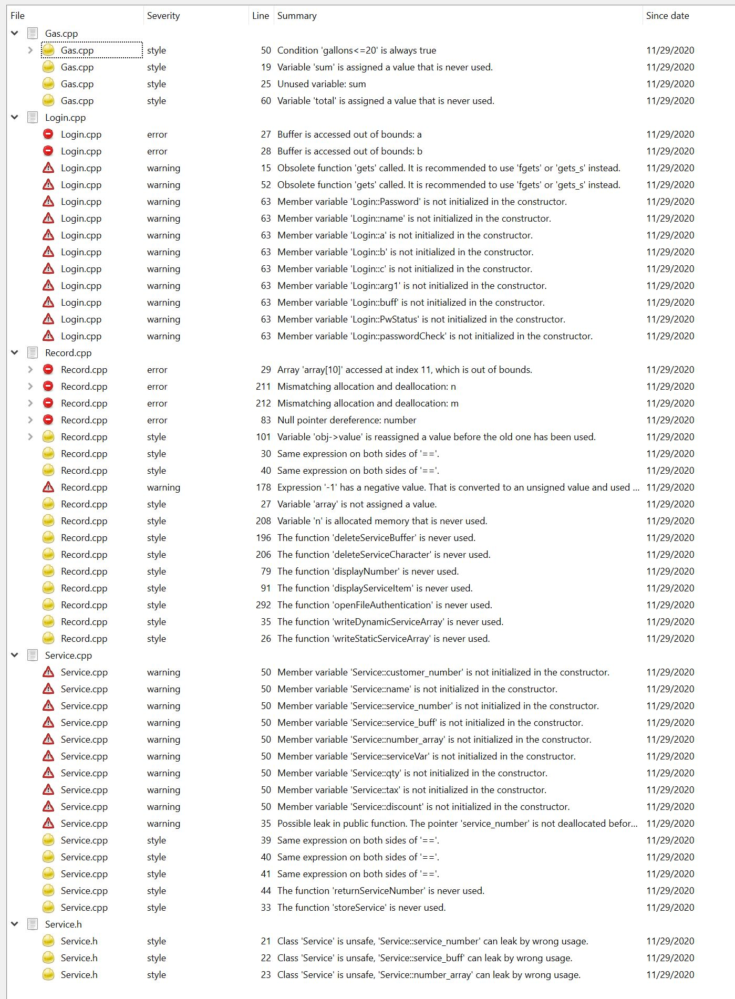 File Severity Line Summary Since date
Gas.cpp
Gas.cpp style 50 Condition 'gallons<=20' is always true 11/29/2020
Gas.cpp style 19 Variable 'sum' is assigned a value that is never used. 11/29/2020
Gas.cpp style 25 Unused variable: sum 11/29/2020
Gas.cpp style 60 Variable 'total' is assigned a value that is never used. 11/29/2020
Login.cpp
Login.cpp error 27 Buffer is accessed out of bounds: a 11/29/2020
Login.cpp error 28 Buffer is accessed out of bounds: b 11/29/2020
Login.cpp warning 15 Obsolete function 'gets' called. It is recommended to use 'fgets' or 'gets_s' instead. 11/29/2020
Login.cpp warning 52 Obsolete function 'gets' called. It is recommended to use 'fgets' or 'gets_s' instead. 11/29/2020
Login.cpp warning 63 Member variable 'Login::Password' is not initialized in the constructor. 11/29/2020
Login.cpp warning 63 Member variable 'Login::name' is not initialized in the constructor. 11/29/2020
Login.cpp warning 63 Member variable 'Login::a' is not initialized in the constructor. 11/29/2020
Login.cpp warning 63 Member variable 'Login::b' is not initialized in the constructor. 11/29/2020
Login.cpp warning 63 Member variable 'Login::c' is not initialized in the constructor. 11/29/2020
Login.cpp warning 63 Member variable 'Login::arg1' is not initialized in the constructor. 11/29/2020
Login.cpp warning 63 Member variable 'Login::buff' is not initialized in the constructor. 11/29/2020
Login.cpp warning 63 Member variable 'Login::PwStatus' is not initialized in the constructor. 11/29/2020
Login.cpp warning 63 Member variable 'Login::passwordCheck' is not initialized in the constructor. 11/29/2020
Record.cpp
Record.cpp error 29 Array 'array[10]' accessed at index 11, which is out of bounds. 11/29/2020
Record.cpp error 211 Mismatching allocation and deallocation: n 11/29/2020
Record.cpp error 212 Mismatching allocation and deallocation: m 11/29/2020
Record.cpp error 83 Null pointer dereference: number 11/29/2020
Record.cpp style 101 Variable 'obj->value' is reassigned a value before the old one has been used. 11/29/2020
Record.cpp style 30 Same expression on both sides of '=='. 11/29/2020
Record.cpp style 40 Same expression on both sides of '=='. 11/29/2020
Record.cpp warning 178 Expression '-1' has a negative value. That is converted to an unsigned value and used ... 11/29/2020
Record.cpp style 27 Variable 'array' is not assigned a value. 11/29/2020
Record.cpp style 208 Variable 'n' is allocated memory that is never used. 11/29/2020
Record.cpp style 196 The function 'deleteServiceBuffer' is never used. 11/29/2020
Record.cpp style 206 The function 'deleteServiceCharacter' is never used. 11/29/2020
Record.cpp style 79 The function 'displayNumber' is never used. 11/29/2020
Record.cpp style 91 The function 'displayServiceItem' is never used. 11/29/2020
Record.cpp style 292 The function 'openFileAuthentication' is never used. 11/29/2020
Record.cpp style 35 The function 'writeDynamicServiceArray' is never used. 11/29/2020
Record.cpp style 26 The function 'writeStaticServiceArray' is never used. 11/29/2020
Service.cpp
Service.cpp warning 50 Member variable 'Service::customer_number' is not initialized in the constructor. 11/29/2020
Service.cpp warning 50 Member variable 'Service::name' is not initialized in the constructor. 11/29/2020
Service.cpp warning 50 Member variable 'Service::service_number' is not initialized in the constructor. 11/29/2020
Service.cpp warning 50 Member variable 'Service::service_buff' is not initialized in the constructor. 11/29/2020
Service.cpp warning 50 Member variable 'Service::number_array' is not initialized in the constructor. 11/29/2020
Service.cpp warning 50 Member variable 'Service::serviceVar' is not initialized in the constructor. 11/29/2020
Service.cpp warning 50 Member variable 'Service::qty' is not initialized in the constructor. 11/29/2020
Service.cpp warning 50 Member variable 'Service::tax' is not initialized in the constructor. 11/29/2020
Service.cpp warning 50 Member variable 'Service::discount' is not initialized in the constructor. 11/29/2020
Service.cpp warning 35 Possible leak in public function. The pointer 'service_number' is not deallocated befor... 11/29/2020
Service.cpp style 39 Same expression on both sides of '=='. 11/29/2020
Service.cpp style 40 Same expression on both sides of '=='. 11/29/2020
Service.cpp style 41 Same expression on both sides of '=='. 11/29/2020
Service.cpp style 44 The function 'returnServiceNumber' is never used. 11/29/2020
Service.cpp style 33 The function 'storeService' is never used. 11/29/2020
Service.h
Service.h style 21 Class 'Service' is unsafe, 'Service::service_number' can leak by wrong usage. 11/29/2020
Service.h style 22 Class 'Service' is unsafe, 'Service::service_buff' can leak by wrong usage. 11/29/2020
Service.h style 23 Class 'Service' is unsafe, 'Service::number_array' can leak by wrong usage. 11/29/2020